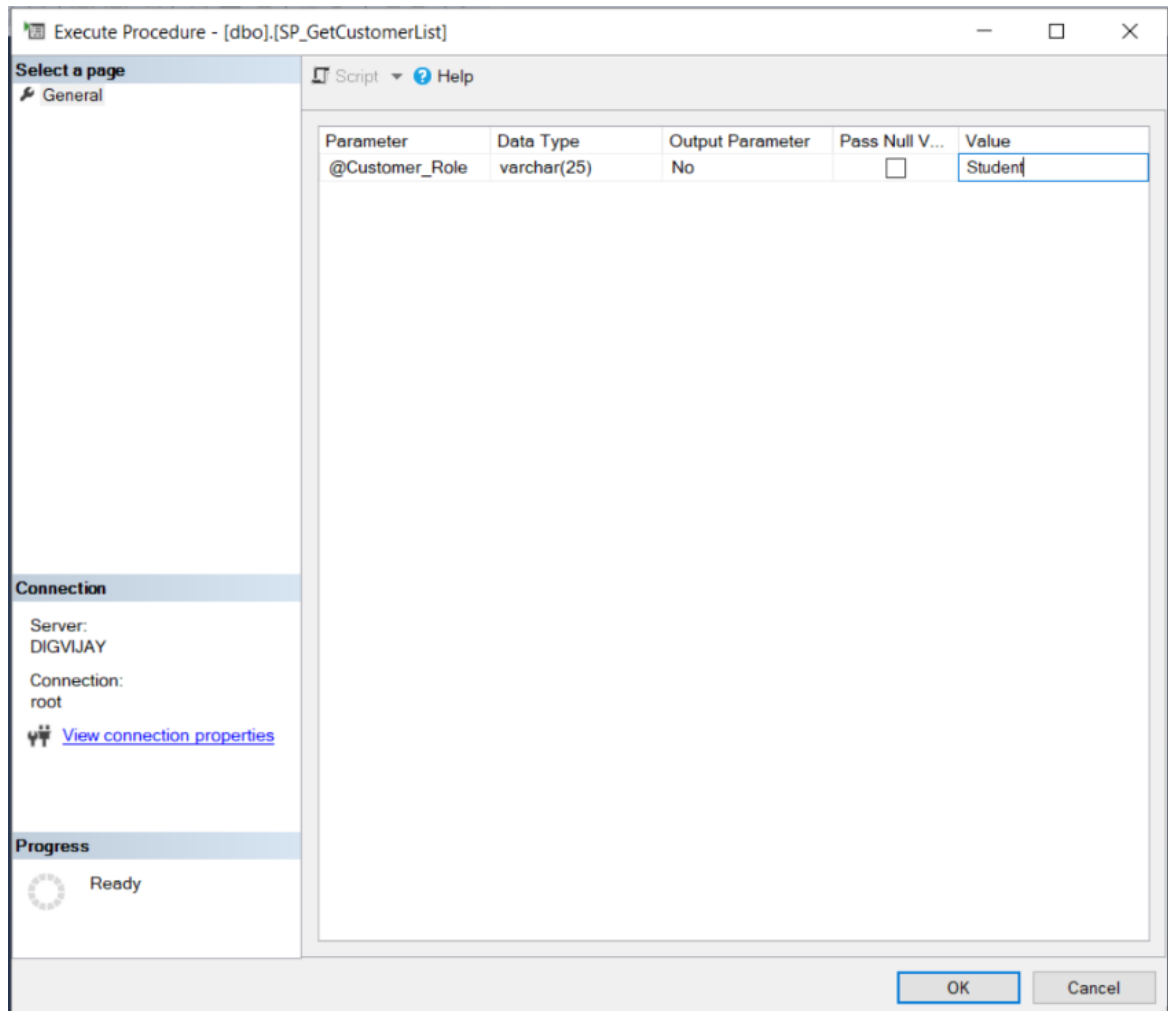 Execute Procedure - [dbo].[SP_GetCustomerList]
Select a page
General
Script Help
Parameter Data Type Output Parameter Pass Null V... Value
@Customer_Role varchar(25) No Student
Connection
Server:
DIGVIJAY
Connection:
root
View connection properties
Progress
Ready
OK Cancel